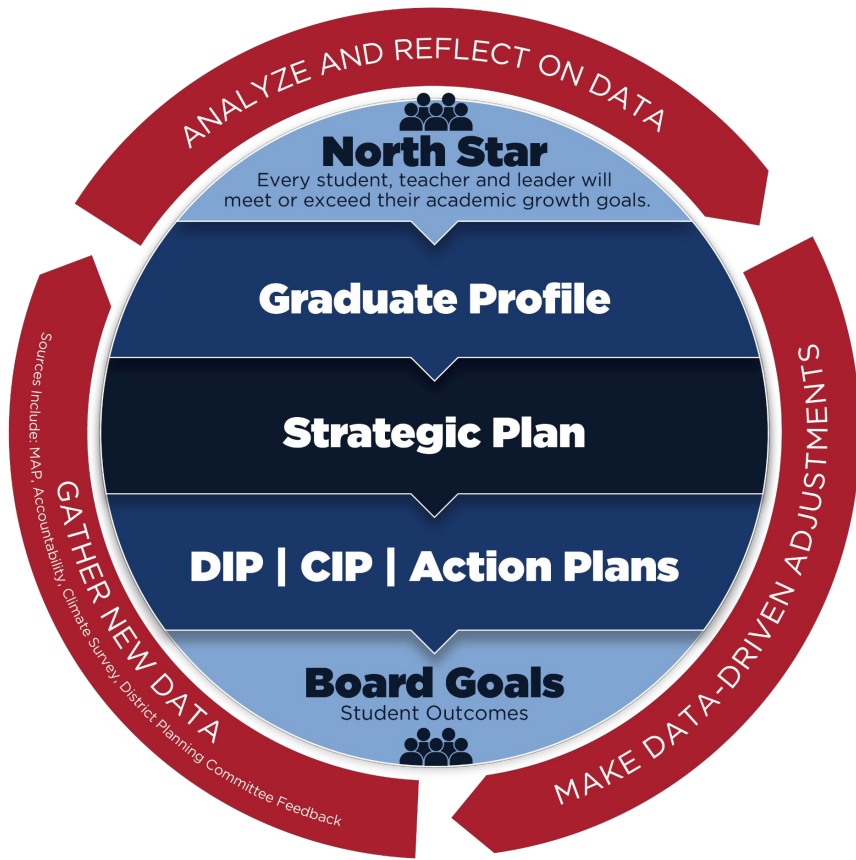 ANALYZE AND REFLECT ON DATA
North Star
Every student, teacher and leader will
meet or exceed their academic growth goals.
Graduate Profile
Strategic Plan
DIP | CIP | Action Plans
Board Goals
Student Outcomes
MAKE DATA-DRIVEN ADJUSTMENTS
GATHER NEW DATA
Sources Include: MAP, Accountability, Climate Survey, District Planning Committee Feedback